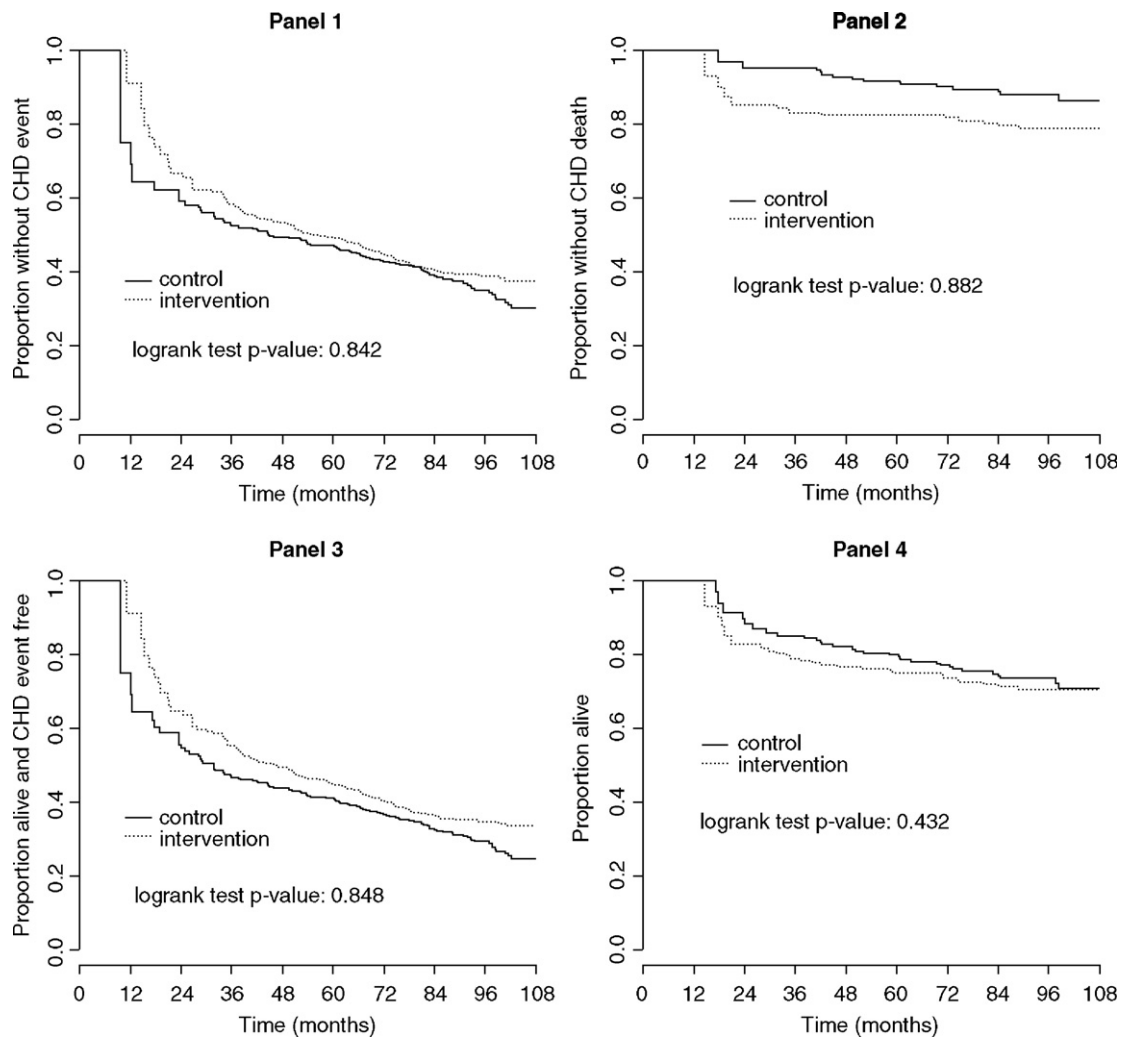 Panel 1
Proportion without CHD event
1.0
0.8
0.6
0.4
0.2
0.0
control
intervention
logrank test p-value: 0.842
0 12 24 36 48 60 72 84 96 108
Time (months)
Panel 2
Proportion without CHD death
1.0
0.8
0.6
0.4
0.2
0.0
control
intervention
logrank test p-value: 0.882
0 12 24 36 48 60 72 84 96 108
Time (months)
Panel 3
Proportion alive and CHD event free
1.0
0.8
0.6
0.4
0.2
0.0
control
intervention
logrank test p-value: 0.848
0 12 24 36 48 60 72 84 96 108
Time (months)
Panel 4
Proportion alive
1.0
0.8
0.6
0.4
0.2
0.0
control
intervention
logrank test p-value: 0.432
0 12 24 36 48 60 72 84 96 108
Time (months)